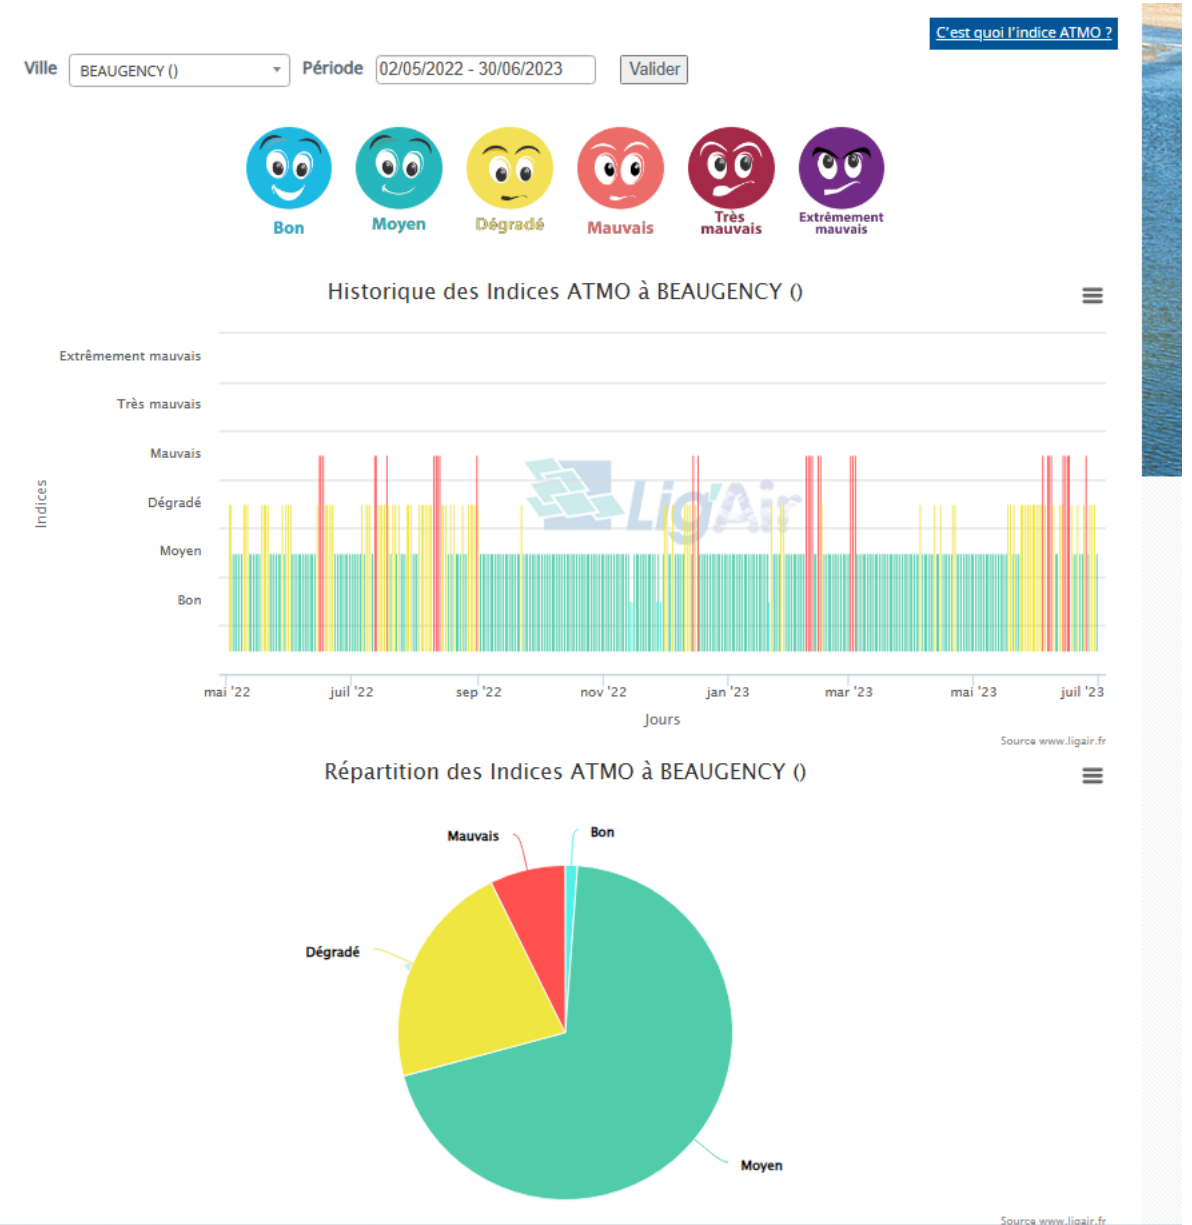 C'est quoi l'indice ATMO ?
Ville BEAUGENCY () Période 02/05/2022 - 30/06/2023 Valider
Bon Moyen Dégradé Mauvais Très mauvais Extrêmement mauvais
Historique des Indices ATMO à BEAUGENCY ()
Extrêmement mauvais
Très mauvais
Mauvais
Dégradé
Moyen
Bon
Indices
Lig'Air
mai '22 juil '22 sep '22 nov '22 jan '23 mar '23 mai '23 juil '23
Jours
Source www.ligair.fr
Répartition des Indices ATMO à BEAUGENCY ()
Mauvais Bon
Dégradé
Moyen
Source www.ligair.fr